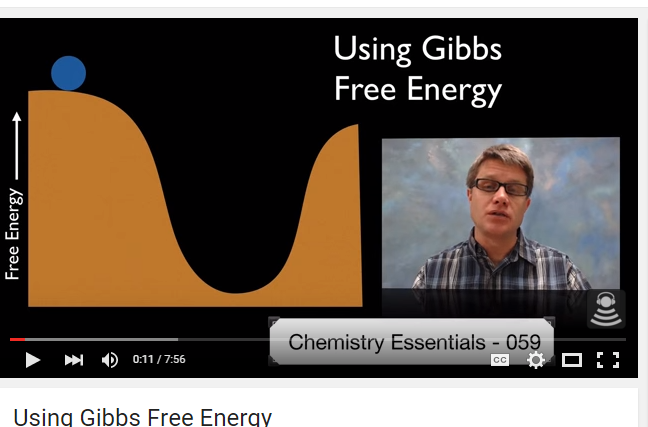 Using Gibbs
Free Energy
Free Energy
Chemistry Essentials - 059
CC
0:11 / 7:56
Using Gibbs Free Energy